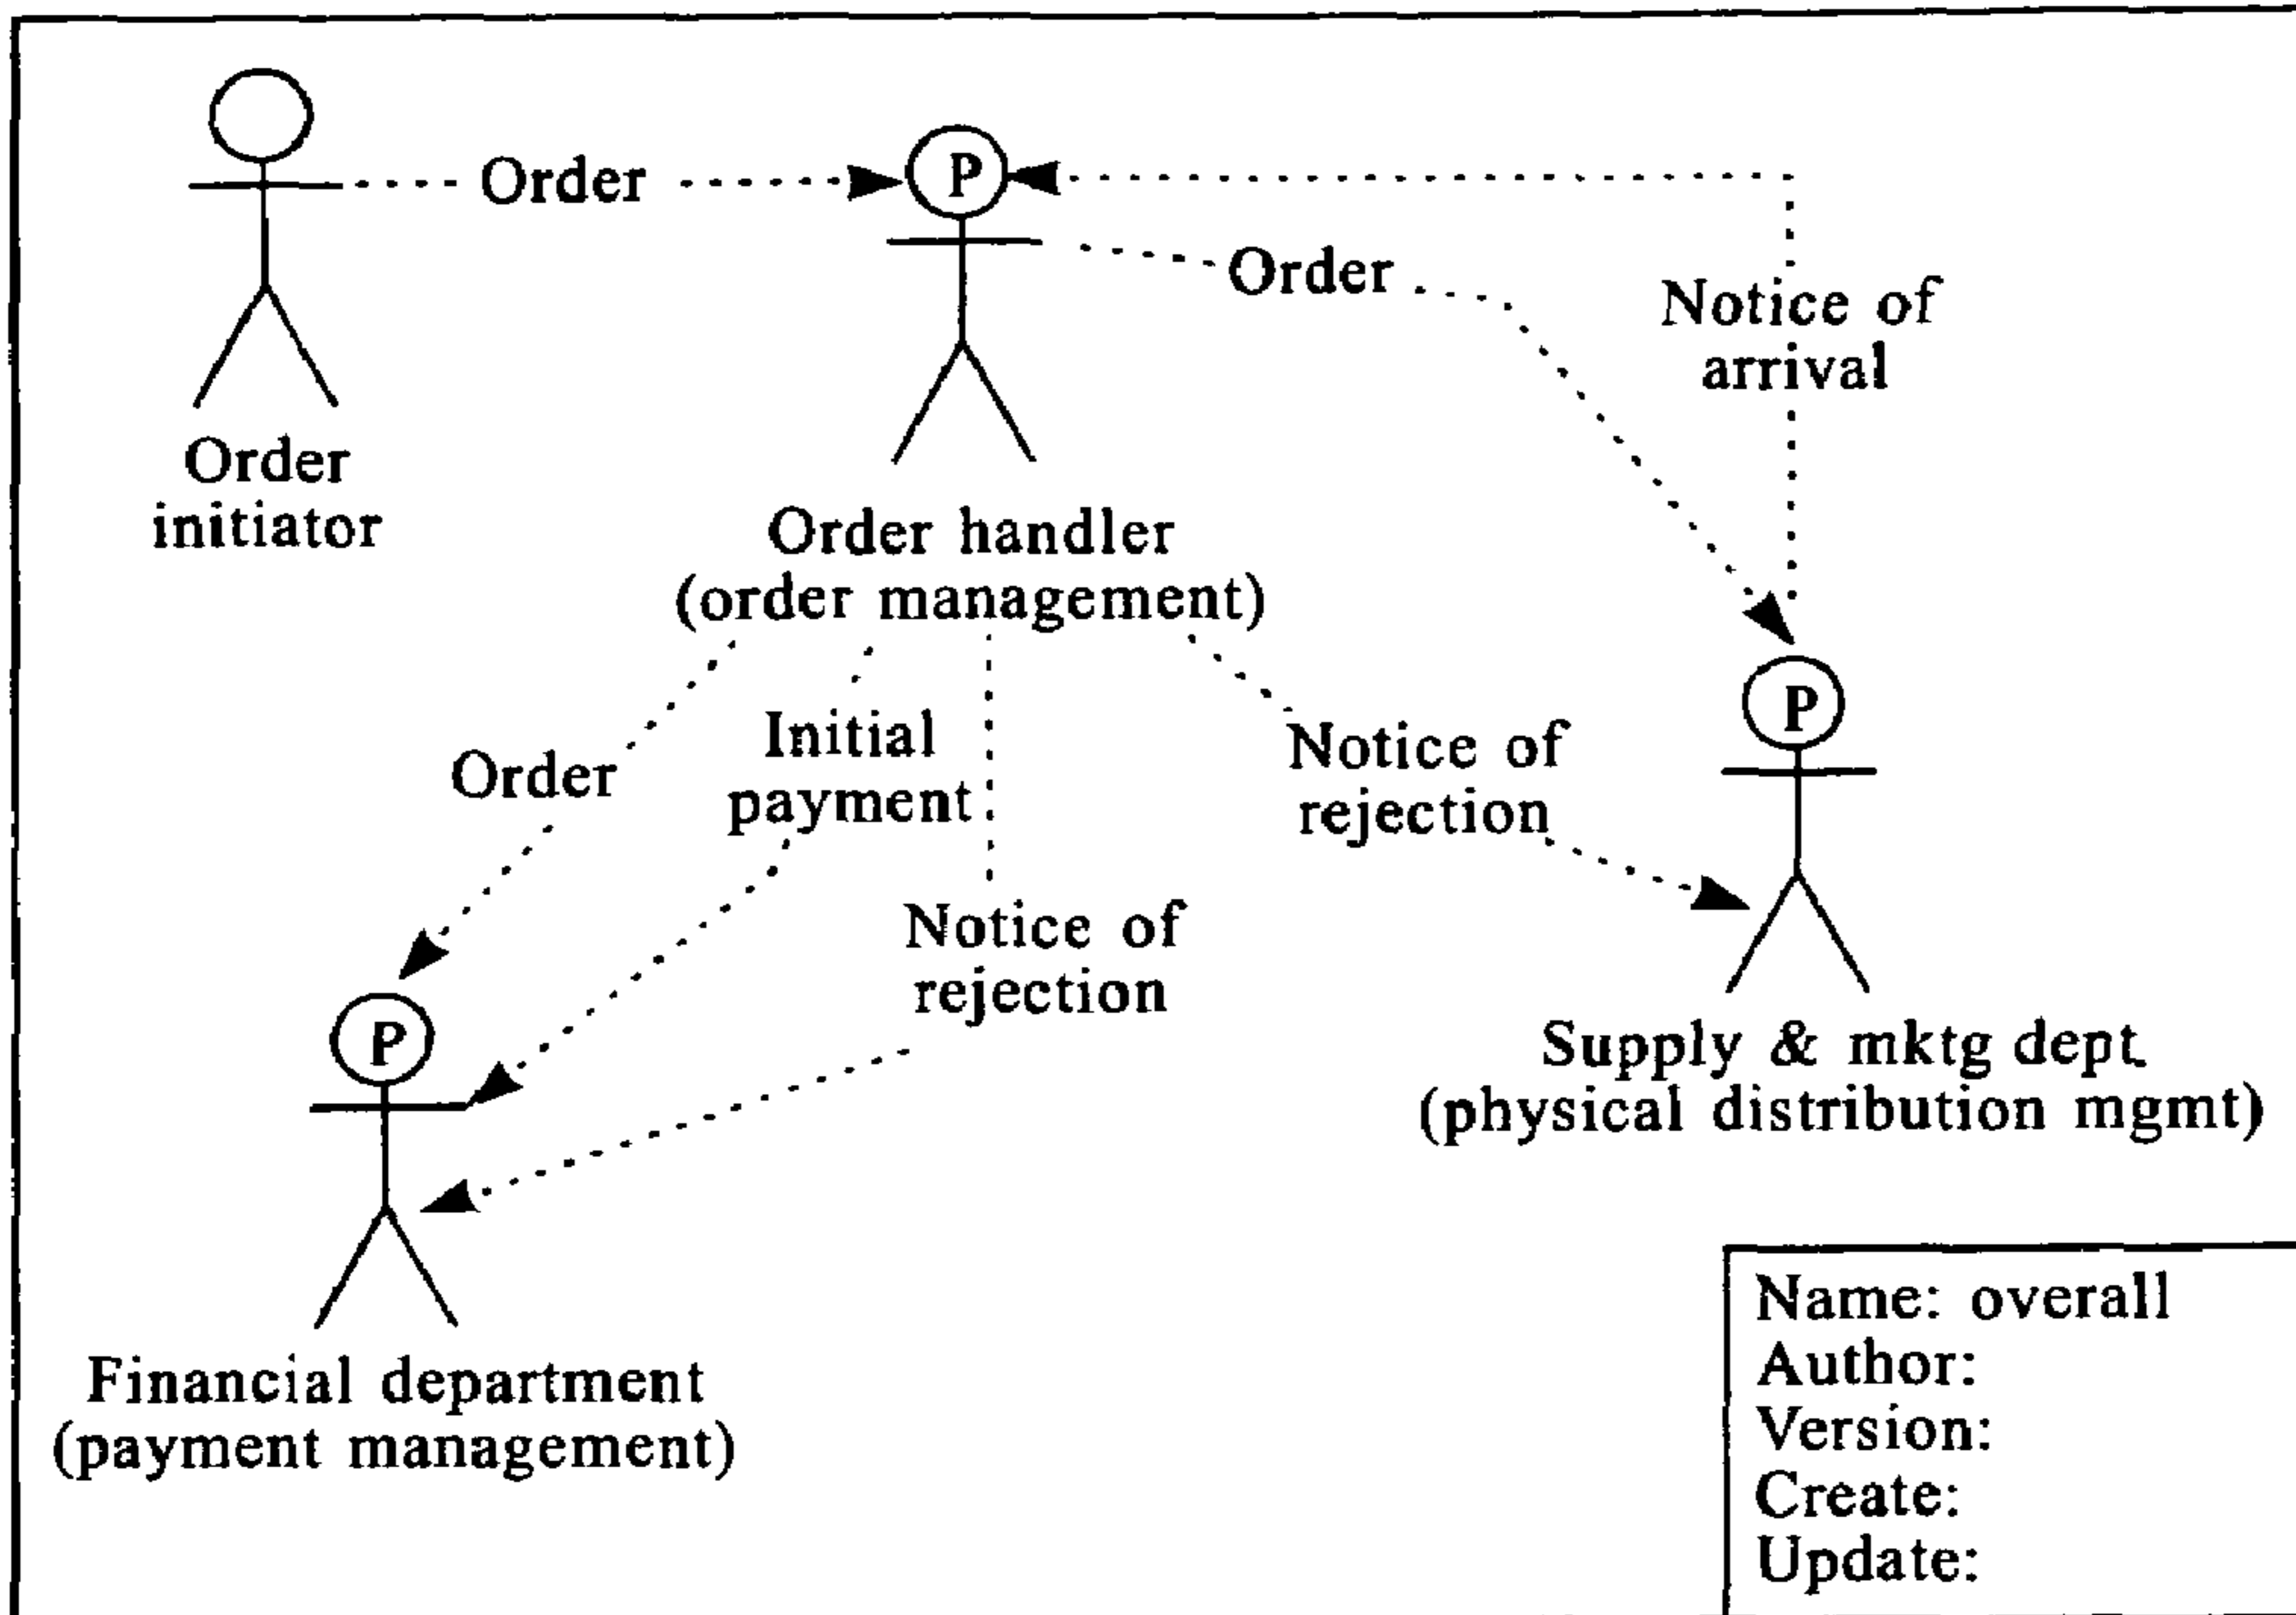 P
Order
Order
Notice of
arrival
Order
initiator
Order handler
(order management)
P
Initial
payment
Order
Notice of
rejection
Notice of
rejection
P
Supply & mktg dept.
(physical distribution mgmt)
Financial department
(payment management)
Name: overall
Author:
Version:
Create:
Update: